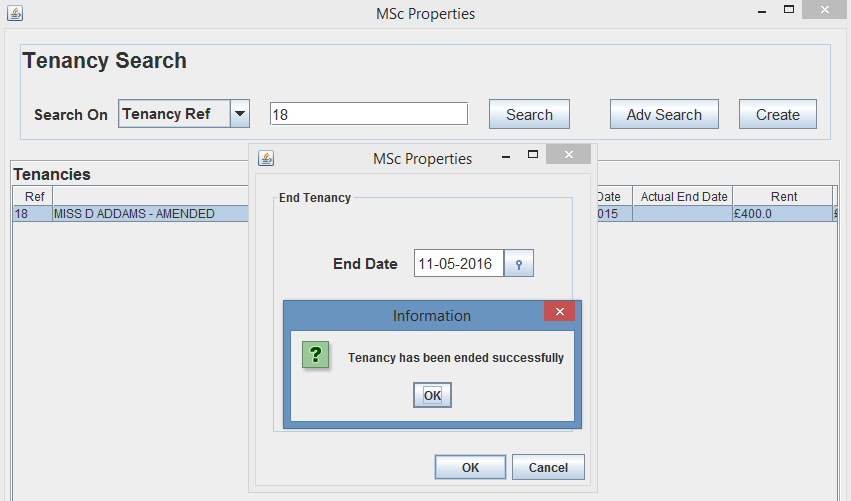 MSc Properties
Tenancy Search
Search On Tenancy Ref 18 Search Adv Search Create
MSc Properties
Tenancies
Ref Date Actual End Date Rent
18 MISS D ADDAMS - AMENDED 015 £400.0 £
End Tenancy
End Date 11-05-2016
Information
? Tenancy has been ended successfully
OK
OK Cancel